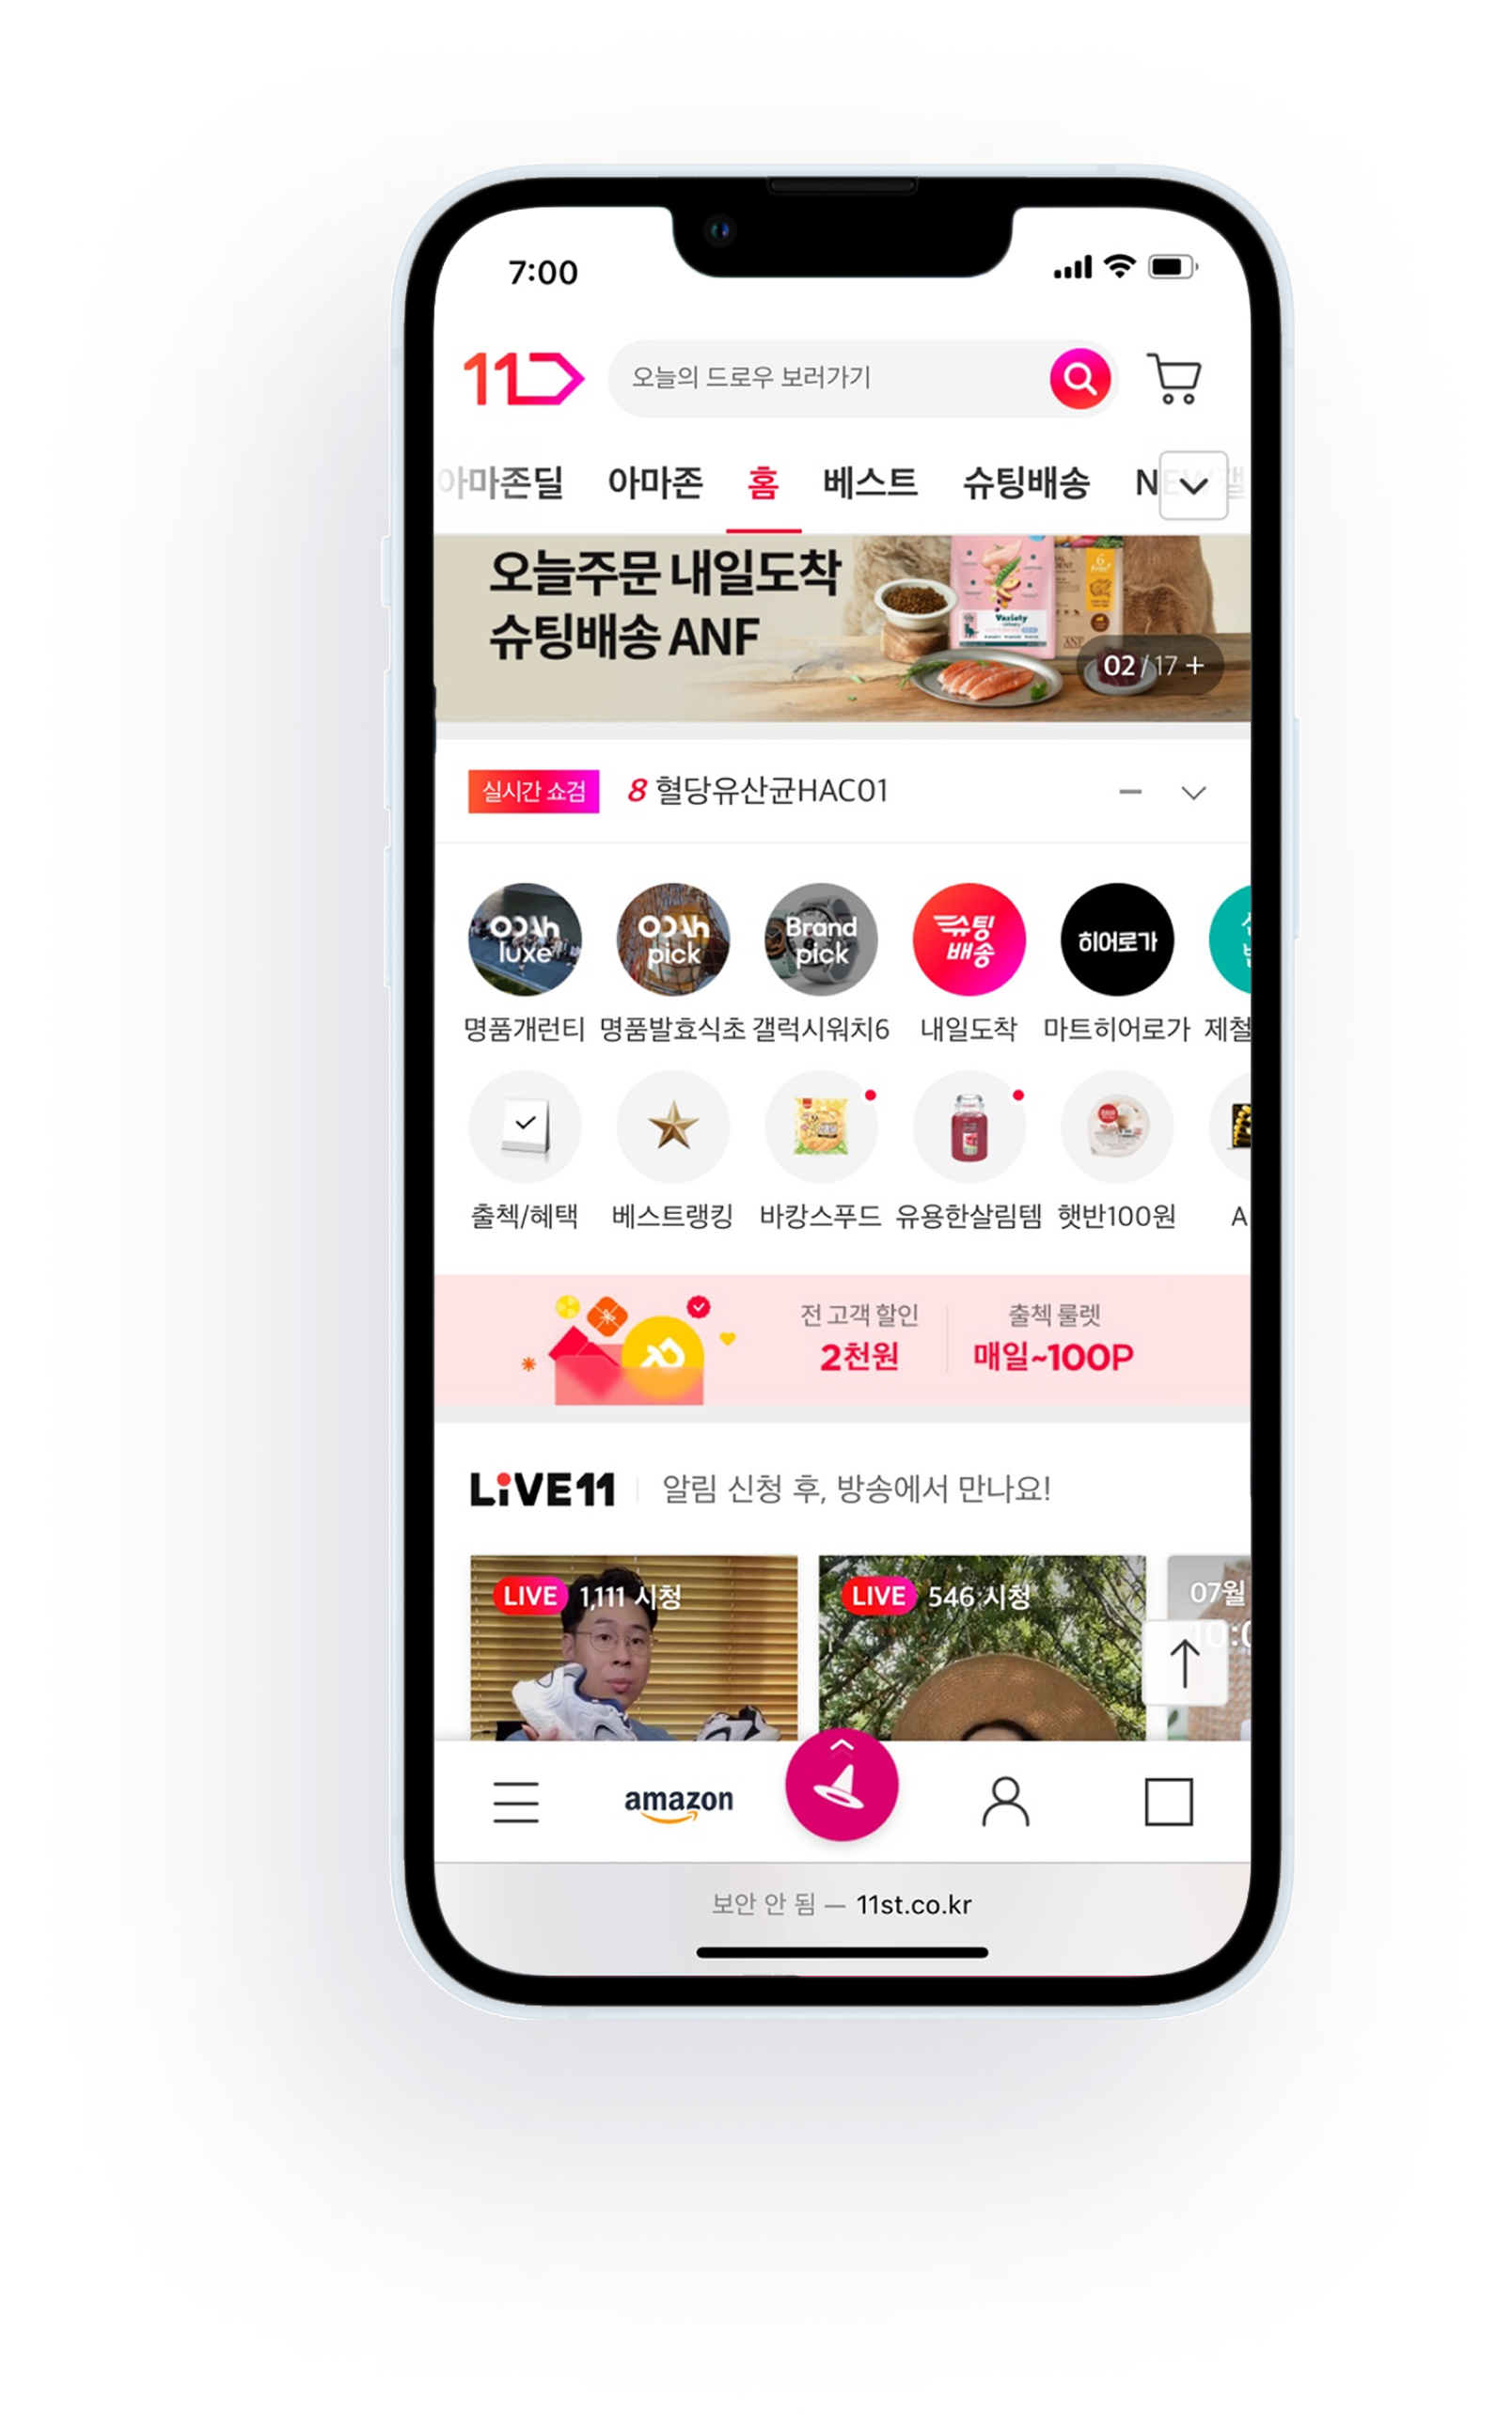 7:00
11
오늘의 드로우 보러가기
아마존딜 아마존 홈 베스트 슈팅배송 NEW
오늘주문 내일도착
슈팅배송 ANF
Variety
ANF
02 / 17 +
실시간 쇼검 8 혈당유산균HAC01
OOAh luxe
OOAh pick
Brand pick
슈팅 배송
히어로가
명품개런티 명품발효식초 갤럭시워치6 내일도착 마트히어로가 제철
출첵/혜택 베스트랭킹 바캉스푸드 유용한살림템 햇반100원 A
전 고객 할인 출첵 룰렛
2천원 매일~100P
LiVE11 알림 신청 후, 방송에서 만나요!
LIVE 1,111 시청 LIVE 546 시청 07월
amazon
보안 안 됨 — 11st.co.kr